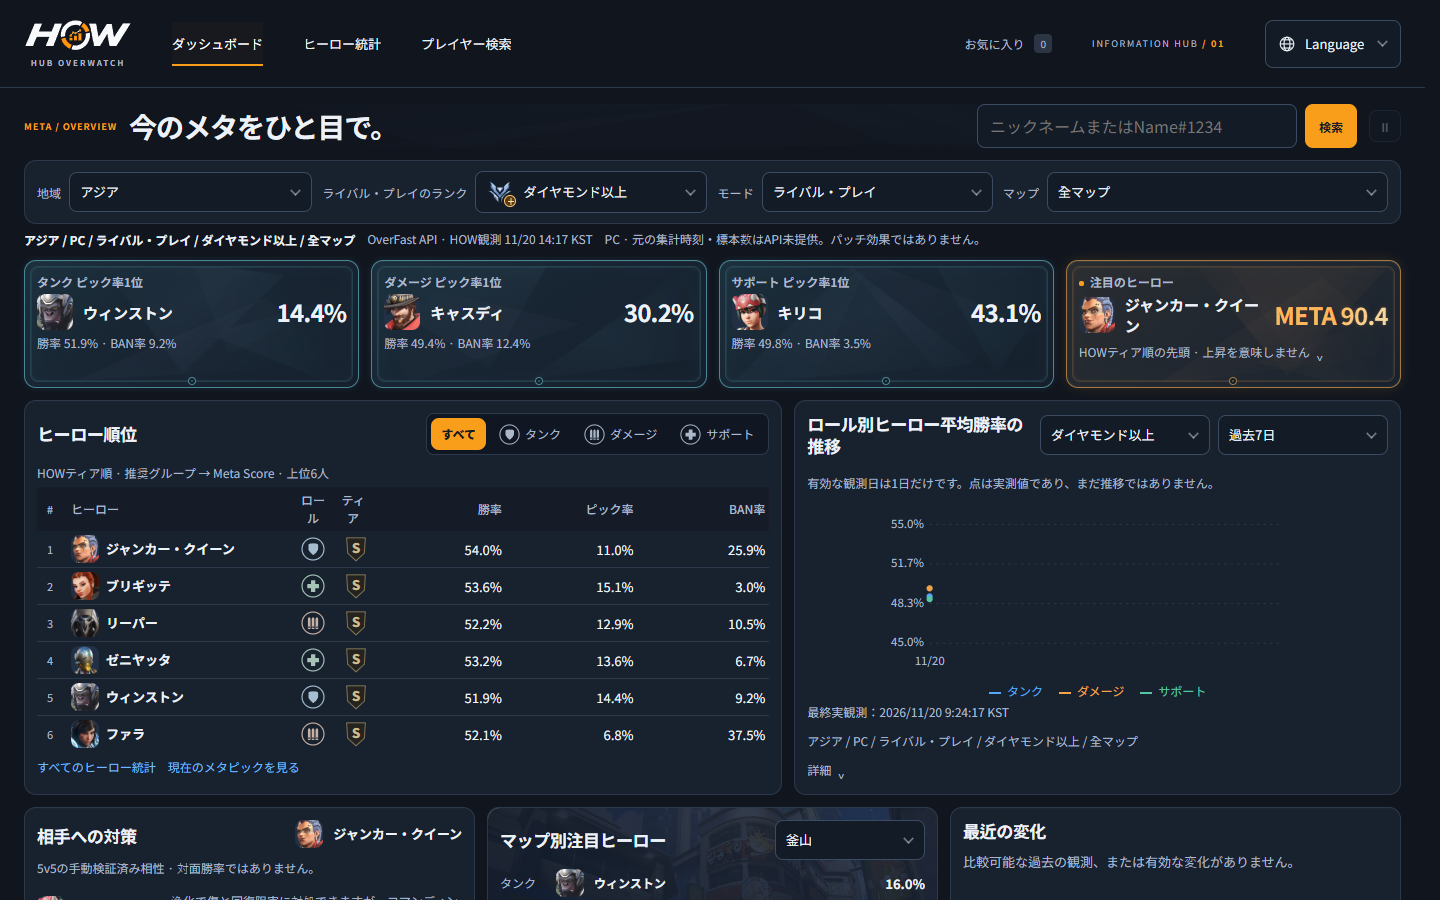 HOW
HUB OVERWATCH
ダッシュボード
ヒーロー統計
プレイヤー検索
お気に入り 0
INFORMATION HUB / 01
Language
META / OVERVIEW
今のメタをひと目で。
ニックネームまたはName#1234
検索
地域
アジア
ライバル・プレイのランク
ダイヤモンド以上
モード
ライバル・プレイ
マップ
全マップ
アジア / PC / ライバル・プレイ / ダイヤモンド以上 / 全マップ
OverFast API · HOW観測 11/20 14:17 KST
PC · 元の集計時刻・標本数はAPI未提供。パッチ効果ではありません。
タンク ピック率1位
ウィンストン
14.4%
勝率 51.9% · BAN率 9.2%
ダメージ ピック率1位
キャスディ
30.2%
勝率 49.4% · BAN率 12.4%
サポート ピック率1位
キリコ
43.1%
勝率 49.8% · BAN率 3.5%
注目のヒーロー
ジャンカー・クイー
ン
META 90.4
HOWティア順の先頭 · 上昇を意味しません
ヒーロー順位
すべて
タンク
ダメージ
サポート
HOWティア順 · 推奨グループ → Meta Score · 上位6人
# ヒーロー ロー
ル ティ
ア 勝率 ピック率 BAN率
1 ジャンカー・クイーン S 54.0% 11.0% 25.9%
2 ブリギッテ S 53.6% 15.1% 3.0%
3 リーパー S 52.2% 12.9% 10.5%
4 ゼニヤッタ S 53.2% 13.6% 6.7%
5 ウィンストン S 51.9% 14.4% 9.2%
6 ファラ S 52.1% 6.8% 37.5%
すべてのヒーロー統計
現在のメタピックを見る
ロール別ヒーロー平均勝率の
推移
ダイヤモンド以上
過去7日
有効な観測日は1日だけです。点は実測値であり、まだ推移ではありません。
55.0%
51.7%
48.3%
45.0%
11/20
タンク
ダメージ
サポート
最終実観測：2026/11/20 9:24:17 KST
アジア / PC / ライバル・プレイ / ダイヤモンド以上 / 全マップ
詳細
相手への対策
ジャンカー・クイーン
5v5の手動検証済み相性 · 対面勝率ではありません。
マップ別注目ヒーロー
釜山
タンク
ウィンストン
16.0%
最近の変化
比較可能な過去の観測、または有効な変化がありません。